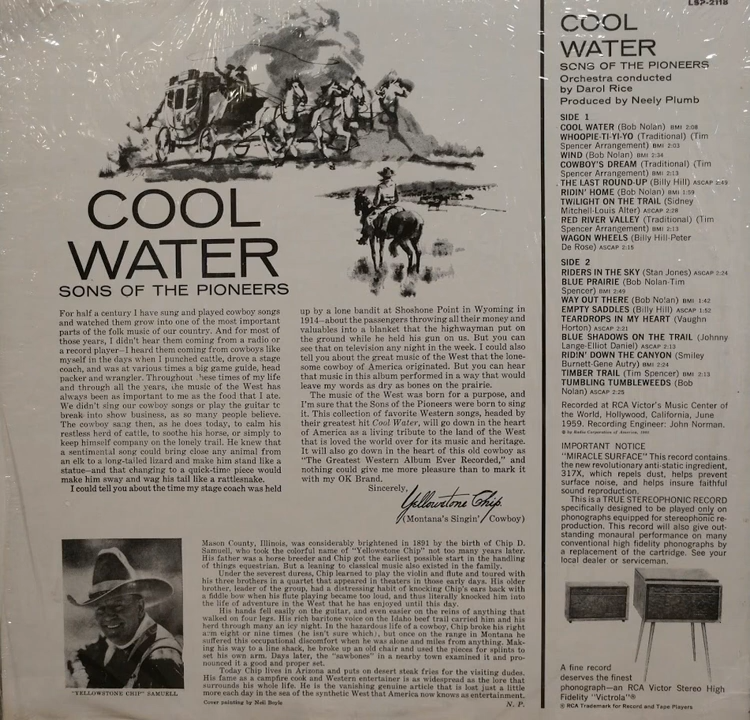 COOL
WATER
SONS OF THE PIONEERS
For half a century I have sung and played cowboy songs
and watched them grow into one of the most important
parts of the folk music of our country. And for most of
those years, I didn't hear them coming from a radio or
a record player—I heard them coming from cowboys like
myself in the days when I punched cattle, drove a stage
coach, and was at various times a big game guide, head
packer and wrangler. Throughout these times of my life
and through all the years, the music of the West has
always been as important to me as the food that I ate.
We didn't sing our cowboy songs or play the guitar to
break into show business, as so many people believe.
The cowboy sang then, as he does today, to calm his
restless herd of cattle, to soothe his horse, or simply to
keep himself company on the lonely trail. He knew that
a sentimental song could bring close any animal from
an elk to a long-tailed lizard and make him stand like a
statue—and that changing to a quick-time piece would
make him sway and wag his tail like a rattlesnake.
I could tell you about the time my stage coach was held
up by a lone bandit at Shoshone Point in Wyoming in
1914—about the passengers throwing all their money and
valuables into a blanket that the highwayman put on
the ground while he held his gun on us. But you can
see that on television any night in the week. I could also
tell you about the great music of the West that the lone-
some cowboy of America originated. But you can hear
that music in this album performed in a way that would
leave my words as dry as bones on the prairie.
The music of the West was born for a purpose, and
I'm sure the Sons of the Pioneers were born to sing
it. This collection of favorite Western songs, headed by
their greatest hit Cool Water, will go down in the heart
of America as a living tribute to the land of the West
that is loved the world over for its music and heritage.
It will also go down in the heart of this old cowboy as
"The Greatest Western Album Ever Recorded," and
nothing could give me more pleasure than to mark it
with my OK Brand.
Sincerely,
Yellowstone Chip
(Montana's Singin' Cowboy)
"YELLOWSTONE CHIP" SAMUELL
Mason County, Illinois, was considerably brightened in 1891 by the birth of Chip D.
Samuell, who took the colorful name of "Yellowstone Chip" not too many years later.
His father was a horse breeder and Chip got the earliest possible start in the handling
of things equestrian. But a leaning to classical music also existed in the family.
Under the severest duress, Chip learned to play the violin and flute and toured with
his three brothers in a quartet that appeared in theaters in those early days. His older
brother, leader of the group, had a distressing habit of knocking Chip's ears back with
a fiddle bow when his flute playing became too loud, and thus literally knocked him into
the life of adventure in the West that he has enjoyed until this day.
His hands fell easily on the guitar, and even easier on the reins of anything that
walked on four legs. His rich baritone voice on the Idaho beef trail carried him and his
herd through many an icy night. In the hazardous life of a cowboy, Chip broke his right
arm eight or nine times (he isn't sure which), but once on the range in Montana he
suffered this occupational discomfort when he was alone and miles from anything. Mak-
ing his way to a line shack, he broke up an old chair and used the pieces for splints to
set his own arm. Days later, the "sawbones" in a nearby town examined it and pro-
nounced it a good and proper set.
Today Chip lives in Arizona and puts on desert steak fries for the visiting dudes.
His fame as a campfire cook and Western entertainer is as widespread as the lore that
surrounds his whole life. He is the vanishing genuine article that is lost just a little
more each day in the sea of the synthetic West that America now knows as entertainment.
Cover painting by Neil Boyle
N. P.
LSP-2118
COOL
WATER
SONS OF THE PIONEERS
Orchestra conducted
by Darol Rice
Produced by Neely Plumb
SIDE 1
COOL WATER (Bob Nolan) BMI 2:08
WHOOPIE-TI-YI-YO (Traditional) (Tim
Spencer Arrangement) BMI 2:03
WIND (Bob Nolan) BMI 2:34
COWBOY'S DREAM (Traditional) (Tim
Spencer Arrangement) BMI 2:13
THE LAST ROUND-UP (Billy Hill) ASCAP 2:49
RIDIN' HOME (Bob Nolan) BMI 1:59
TWILIGHT ON THE TRAIL (Sidney
Mitchell-Louis Alter) ASCAP 2:28
RED RIVER VALLEY (Traditional) (Tim
Spencer Arrangement) BMI 2:13
WAGON WHEELS (Billy Hill-Peter
De Rose) ASCAP 2:15
SIDE 2
RIDERS IN THE SKY (Stan Jones) ASCAP 2:24
BLUE PRAIRIE (Bob Nolan-Tim
Spencer) BMI 2:49
WAY OUT THERE (Bob Nolan) BMI 1:42
EMPTY SADDLES (Billy Hill) ASCAP 1:52
TEARDROPS IN MY HEART (Vaughn
Horton) ASCAP 2:21
BLUE SHADOWS ON THE TRAIL (Johnny
Lange-Elliot Daniel) ASCAP 2:13
RIDIN' DOWN THE CANYON (Smiley
Burnett-Gene Autry) BMI 2:24
TIMBER TRAIL (Tim Spencer) BMI 2:13
TUMBLING TUMBLEWEEDS (Bob
Nolan) ASCAP 2:25
Recorded at RCA Victor's Music Center of
the World, Hollywood, California, June
1959. Recording Engineer: John Norman.
© by Radio Corporation of America, 1960
IMPORTANT NOTICE
"MIRACLE SURFACE" This record contains
the new revolutionary anti-static ingredient,
317X, which repels dust, helps prevent
surface noise, and helps insure faithful
sound reproduction.
This is a TRUE STEREOPHONIC RECORD
specifically designed to be played only on
phonographs equipped for stereophonic re-
production. This record will also give out-
standing monaural performance on many
conventional high fidelity phonographs by
a replacement of the cartridge. See your
local dealer or serviceman.
A fine record
deserves the finest
phonograph—an RCA Victor Stereo High
Fidelity "Victrola"®
® RCA Trademark for Record and Tape Players